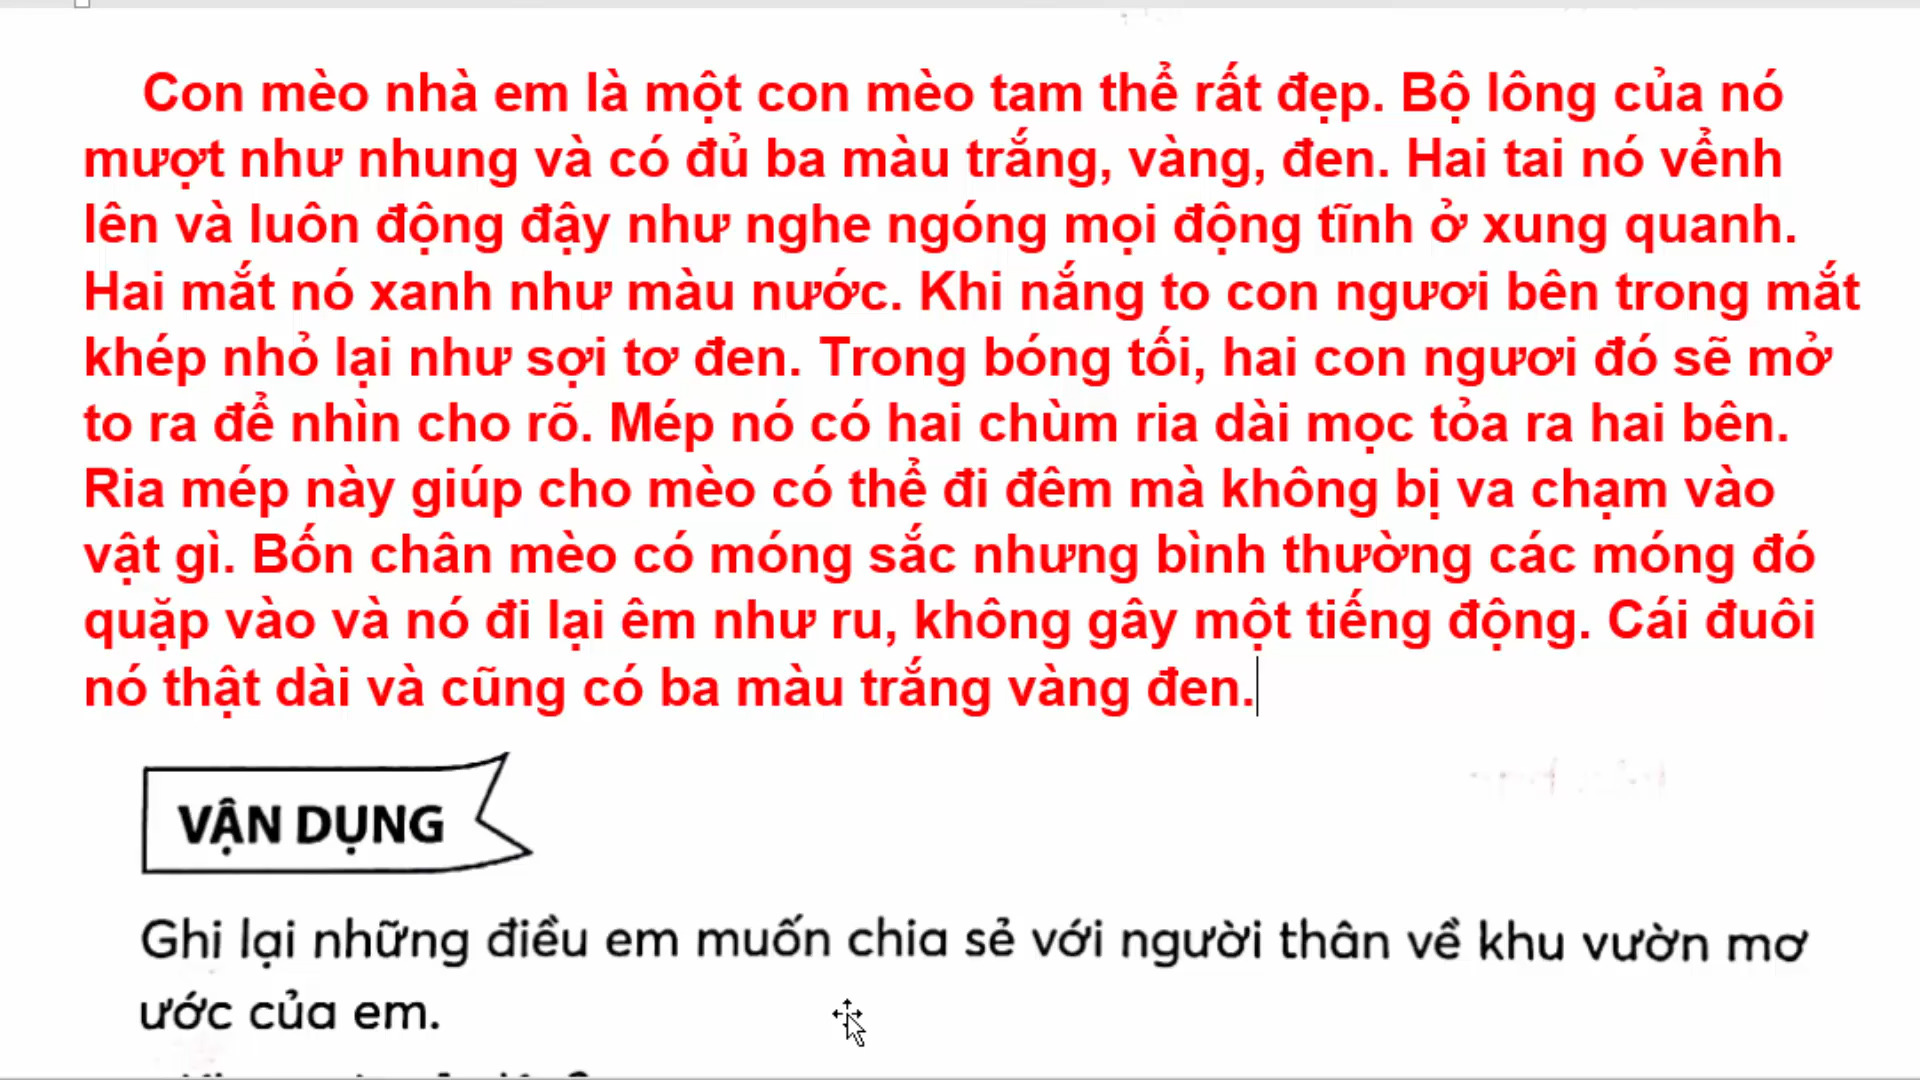 Con mèo nhà em là một con mèo tam thể rất đẹp. Bộ lông của nó
mượt như nhung và có đủ ba màu trắng, vàng, đen. Hai tai nó vểnh
lên và luôn động đậy như nghe ngóng mọi động tĩnh ở xung quanh.
Hai mắt nó xanh như màu nước. Khi nắng to con ngươi bên trong mắt
khép nhỏ lại như sợi tơ đen. Trong bóng tối, hai con ngươi đó sẽ mở
to ra để nhìn cho rõ. Mép nó có hai chùm ria dài mọc tỏa ra hai bên.
Ria mép này giúp cho mèo có thể đi đêm mà không bị va chạm vào
vật gì. Bốn chân mèo có móng sắc nhưng bình thường các móng đó
quặp vào và nó đi lại êm như ru, không gây một tiếng động. Cái đuôi
nó thật dài và cũng có ba màu trắng vàng đen.
VẬN DỤNG
Ghi lại những điều em muốn chia sẻ với người thân về khu vườn mơ
ước của em.